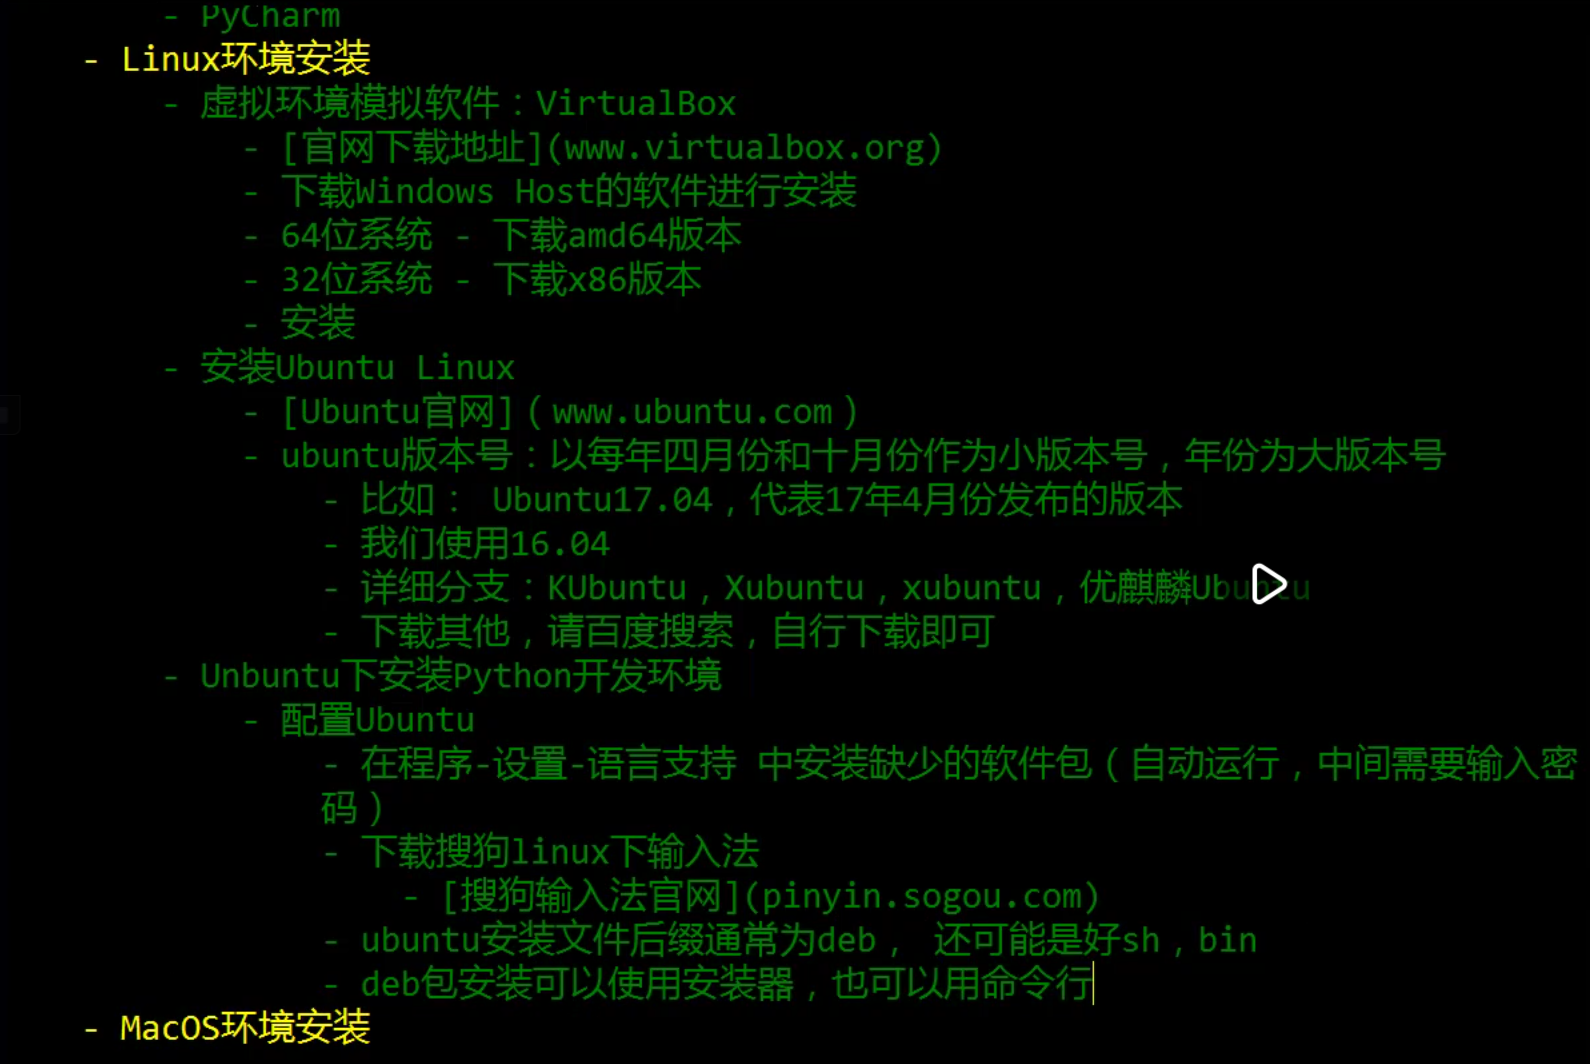 - PyCharm
- Linux环境安装
- 虚拟环境模拟软件：VirtualBox
- [官网下载地址](www.virtualbox.org)
- 下载Windows Host的软件进行安装
- 64位系统 - 下载amd64版本
- 32位系统 - 下载x86版本
- 安装
- 安装Ubuntu Linux
- [Ubuntu官网]（www.ubuntu.com）
- ubuntu版本号：以每年四月份和十月份作为小版本号，年份为大版本号
- 比如： Ubuntu17.04，代表17年4月份发布的版本
- 我们使用16.04
- 详细分支：KUbuntu，Xubuntu，xubuntu，优麒麟Ubuntu
- 下载其他，请百度搜索，自行下载即可
- Unbuntu下安装Python开发环境
- 配置Ubuntu
- 在程序-设置-语言支持 中安装缺少的软件包（自动运行，中间需要输入密
码）
- 下载搜狗linux下输入法
- [搜狗输入法官网](pinyin.sogou.com)
- ubuntu安装文件后缀通常为deb， 还可能是好sh，bin
- deb包安装可以使用安装器，也可以用命令行
- MacOS环境安装